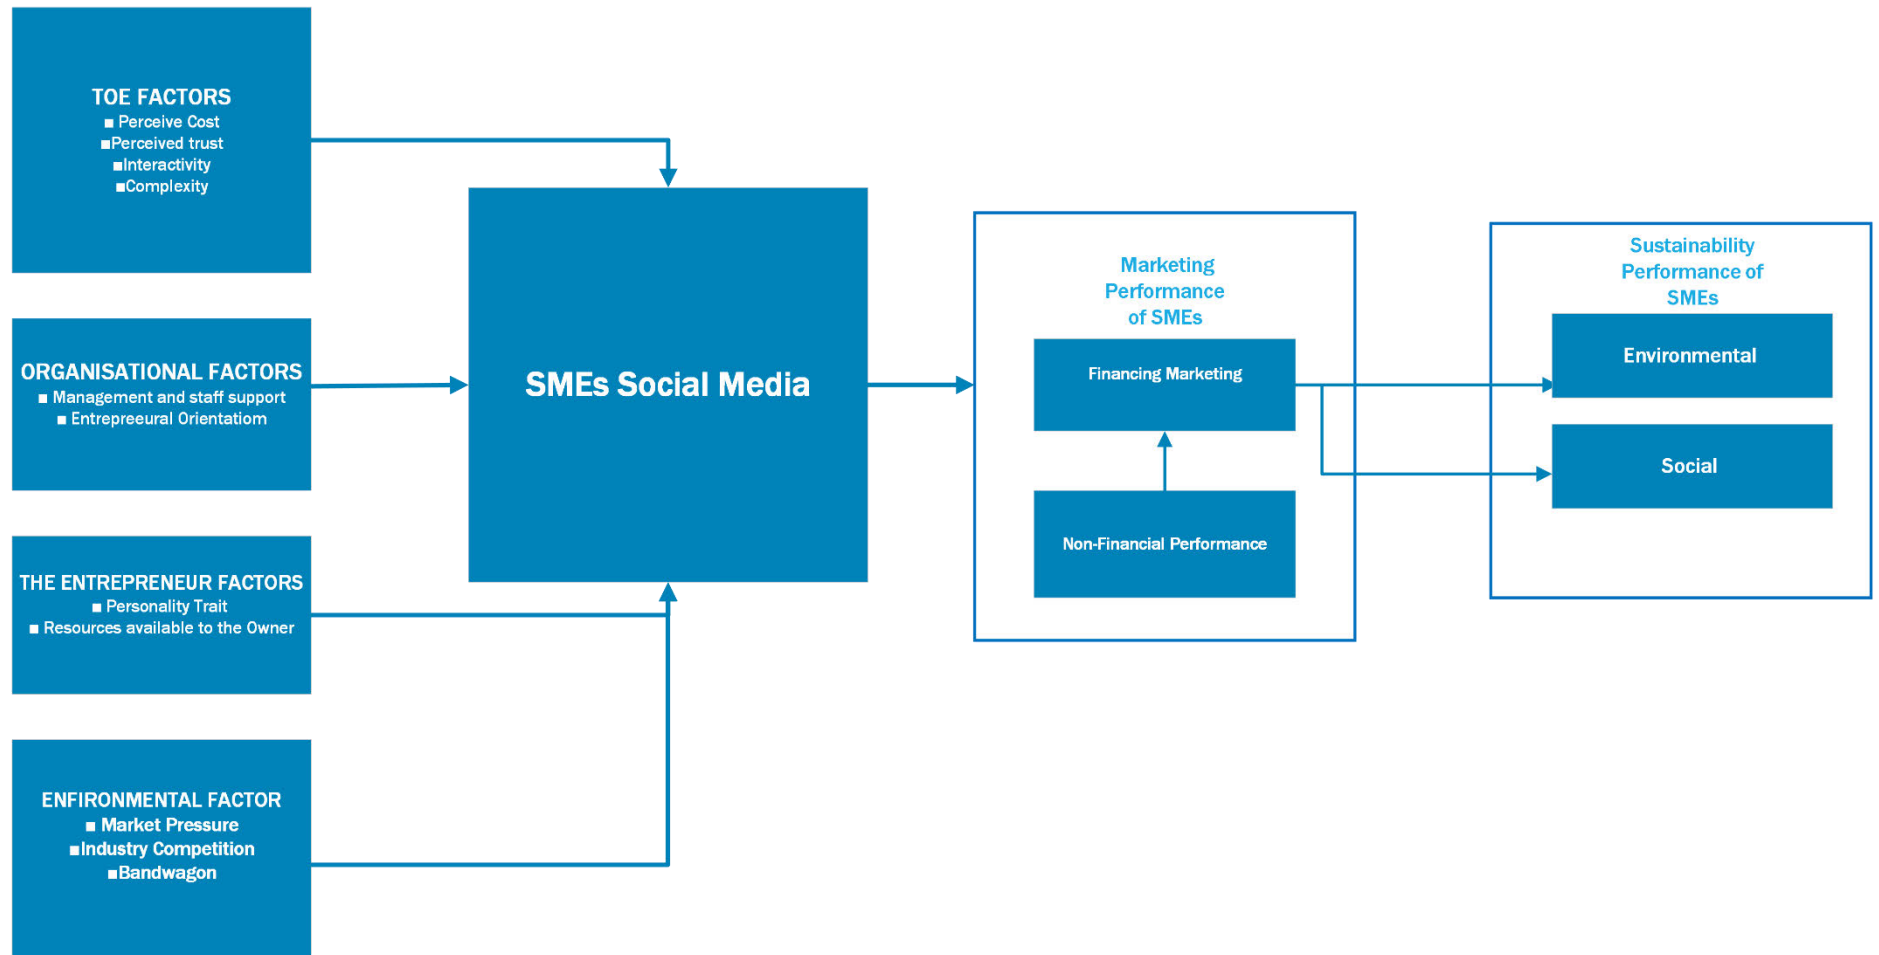 TOE FACTORS
■ Perceive Cost
■Perceived trust
■Interactivity
■Complexity
ORGANISATIONAL FACTORS
■ Management and staff support
■ Entrepreeural Orientatiom
THE ENTREPRENEUR FACTORS
■ Personality Trait
■ Resources available to the Owner
ENFIRONMENTAL FACTOR
■ Market Pressure
■Industry Competition
■Bandwagon
SMEs Social Media
Marketing
Performance
of SMEs
Financing Marketing
Non-Financial Performance
Sustainability
Performance of
SMEs
Environmental
Social